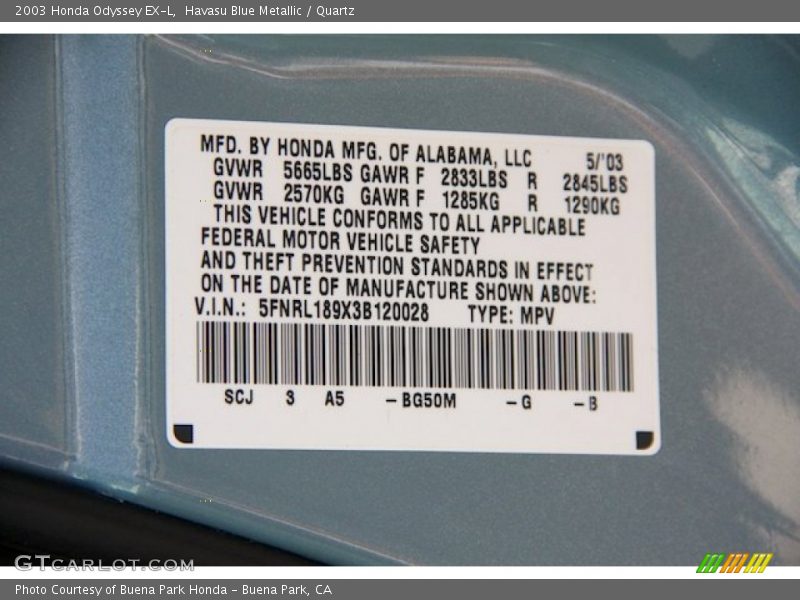 2003 Honda Odyssey EX-L,  Havasu Blue Metallic / Quartz
MFD. BY HONDA MFG. OF ALABAMA, LLC 5/'03
GVWR 5665LBS GAWR F 2833LBS R 2845LBS
GVWR 2570KG GAWR F 1285KG R 1290KG
THIS VEHICLE CONFORMS TO ALL APPLICABLE
FEDERAL MOTOR VEHICLE SAFETY
AND THEFT PREVENTION STANDARDS IN EFFECT
ON THE DATE OF MANUFACTURE SHOWN ABOVE:
V.I.N.: 5FNRL189X3B120028 TYPE: MPV
SCJ 3 A5 -BG50M -G -B
GTCARLOT.COM
Photo Courtesy of Buena Park Honda - Buena Park, CA